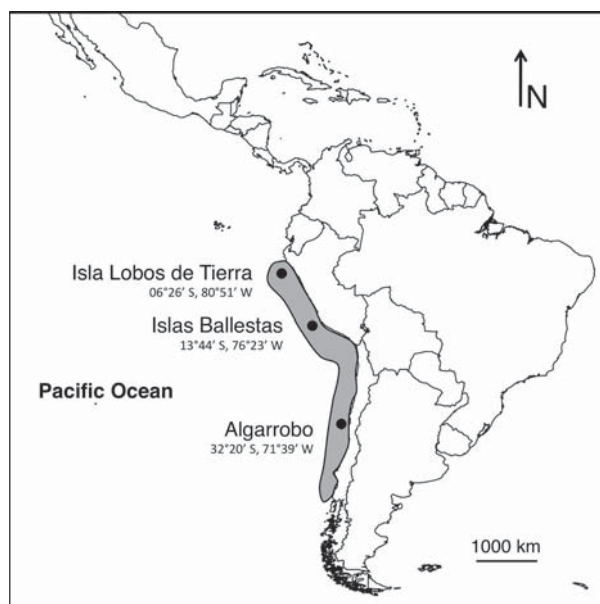 N
Isla Lobos de Tierra
06°26′ S, 80°51′ W
Islas Ballestas
13°44′ S, 76°23′ W
Pacific Ocean
Algarrobo
32°20′ S, 71°39′ W
1000 km